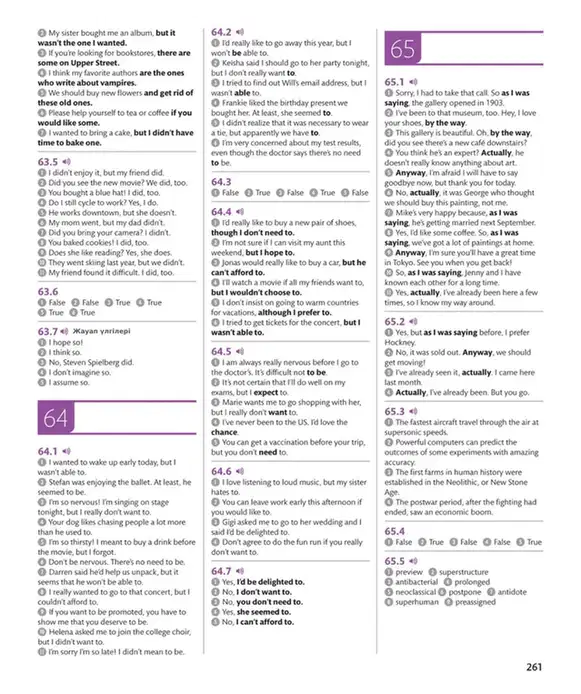 2 My sister bought me an album, but it
wasn't the one I wanted.
3 If you're looking for bookstores, there are
some on Upper Street.
4 I think my favorite authors are the ones
who write about vampires.
5 We should buy new flowers and get rid of
these old ones.
6 Please help yourself to tea or coffee if you
would like some.
7 I wanted to bring a cake, but I didn't have
time to bake one.
63.5
1 I didn't enjoy it, but my friend did.
2 Did you see the new movie? We did, too.
3 You bought a blue hat! I did, too.
4 Do I still cycle to work? Yes, I do.
5 He works downtown, but she doesn't.
6 My mom went, but my dad didn't.
7 Did you bring your camera? I didn't.
8 You baked cookies! I did, too.
9 Does she like reading? Yes, she does.
10 They went skiing last year, but we didn't.
11 My friend found it difficult. I did, too.
63.6
1 False 2 False 3 True 4 True
5 True 6 True
63.7 Жауап үлгілері
1 I hope so!
2 I think so.
3 No, Steven Spielberg did.
4 I don't imagine so.
5 I assume so.
64
64.1
1 I wanted to wake up early today, but I
wasn't able to.
2 Stefan was enjoying the ballet. At least, he
seemed to be.
3 I'm so nervous! I'm singing on stage
tonight, but I really don't want to.
4 Your dog likes chasing people a lot more
than he used to.
5 I'm so thirsty! I meant to buy a drink before
the movie, but I forgot.
6 Don't be nervous. There's no need to be.
7 Darren said he'd help us unpack, but it
seems that he won't be able to.
8 I really wanted to go to that concert, but I
couldn't afford to.
9 If you want to be promoted, you have to
show me that you deserve to be.
10 Helena asked me to join the college choir,
but I didn't want to.
11 I'm sorry I'm so late! I didn't mean to be.
64.2
1 I'd really like to go away this year, but I
won't be able to.
2 Keisha said I should go to her party tonight,
but I don't really want to.
3 I tried to find out Will's email address, but I
wasn't able to.
4 Frankie liked the birthday present we
bought her. At least, she seemed to.
5 I didn't realize that it was necessary to wear
a tie, but apparently we have to.
6 I'm very concerned about my test results,
even though the doctor says there's no need
to be.
64.3
1 False 2 True 3 False 4 True 5 False
64.4
1 I'd really like to buy a new pair of shoes,
though I don't need to.
2 I'm not sure if I can visit my aunt this
weekend, but I hope to.
3 Jonas would really like to buy a car, but he
can't afford to.
4 I'll watch a movie if all my friends want to,
but I wouldn't choose to.
5 I don't insist on going to warm countries
for vacations, although I prefer to.
6 I tried to get tickets for the concert, but I
wasn't able to.
64.5
1 I am always really nervous before I go to
the doctor's. It's difficult not to be.
2 It's not certain that I'll do well on my
exams, but I expect to.
3 Marie wants me to go shopping with her,
but I really don't want to.
4 I've never been to the US. I'd love the
chance.
5 You can get a vaccination before your trip,
but you don't need to.
64.6
1 I love listening to loud music, but my sister
hates to.
2 You can leave work early this afternoon if
you would like to.
3 Gigi asked me to go to her wedding and I
said I'd be delighted to.
4 Don't agree to do the fun run if you really
don't want to.
64.7
1 Yes, I'd be delighted to.
2 No, I don't want to.
3 No, you don't need to.
4 Yes, she seemed to.
5 No, I can't afford to.
65
65.1
1 Sorry, I had to take that call. So as I was
saying, the gallery opened in 1903.
2 I've been to that museum, too. Hey, I love
your shoes, by the way.
3 This gallery is beautiful. Oh, by the way,
did you see there's a new café downstairs?
4 You think he's an expert? Actually, he
doesn't really know anything about art.
5 Anyway, I'm afraid I will have to say
goodbye now, but thank you for today.
6 No, actually, it was George who thought
we should buy this painting, not me.
7 Mike's very happy because, as I was
saying, he's getting married next September.
8 Yes, I'd like some coffee. So, as I was
saying, we've got a lot of paintings at home.
9 Anyway, I'm sure you'll have a great time
in Tokyo. See you when you get back!
10 So, as I was saying, Jenny and I have
known each other for a long time.
11 Yes, actually, I've already been here a few
times, so I know my way around.
65.2
1 Yes, but as I was saying before, I prefer
Hockney.
2 No, it was sold out. Anyway, we should
get moving!
3 I've already seen it, actually. I came here
last month.
4 Actually, I've already been. But you go.
65.3
1 The fastest aircraft travel through the air at
supersonic speeds.
2 Powerful computers can predict the
outcomes of some experiments with amazing
accuracy.
3 The first farms in human history were
established in the Neolithic, or New Stone
Age.
4 The postwar period, after the fighting had
ended, saw an economic boom.
65.4
1 False 2 True 3 False 4 False 5 True
65.5
1 preview 2 superstructure
3 antibacterial 4 prolonged
5 neoclassical 6 postpone 7 antidote
8 superhuman 9 preassigned
261